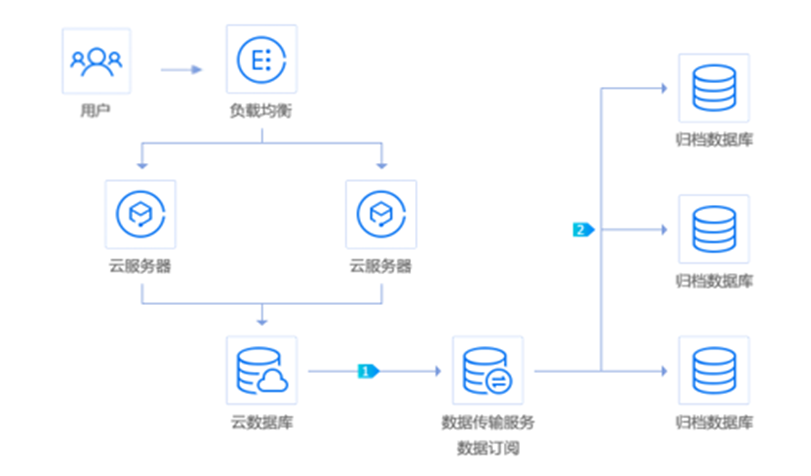 用户
E:
负载均衡
归档数据库
云服务器
云服务器
2
归档数据库
1
云数据库
数据传输服务
数据订阅
归档数据库